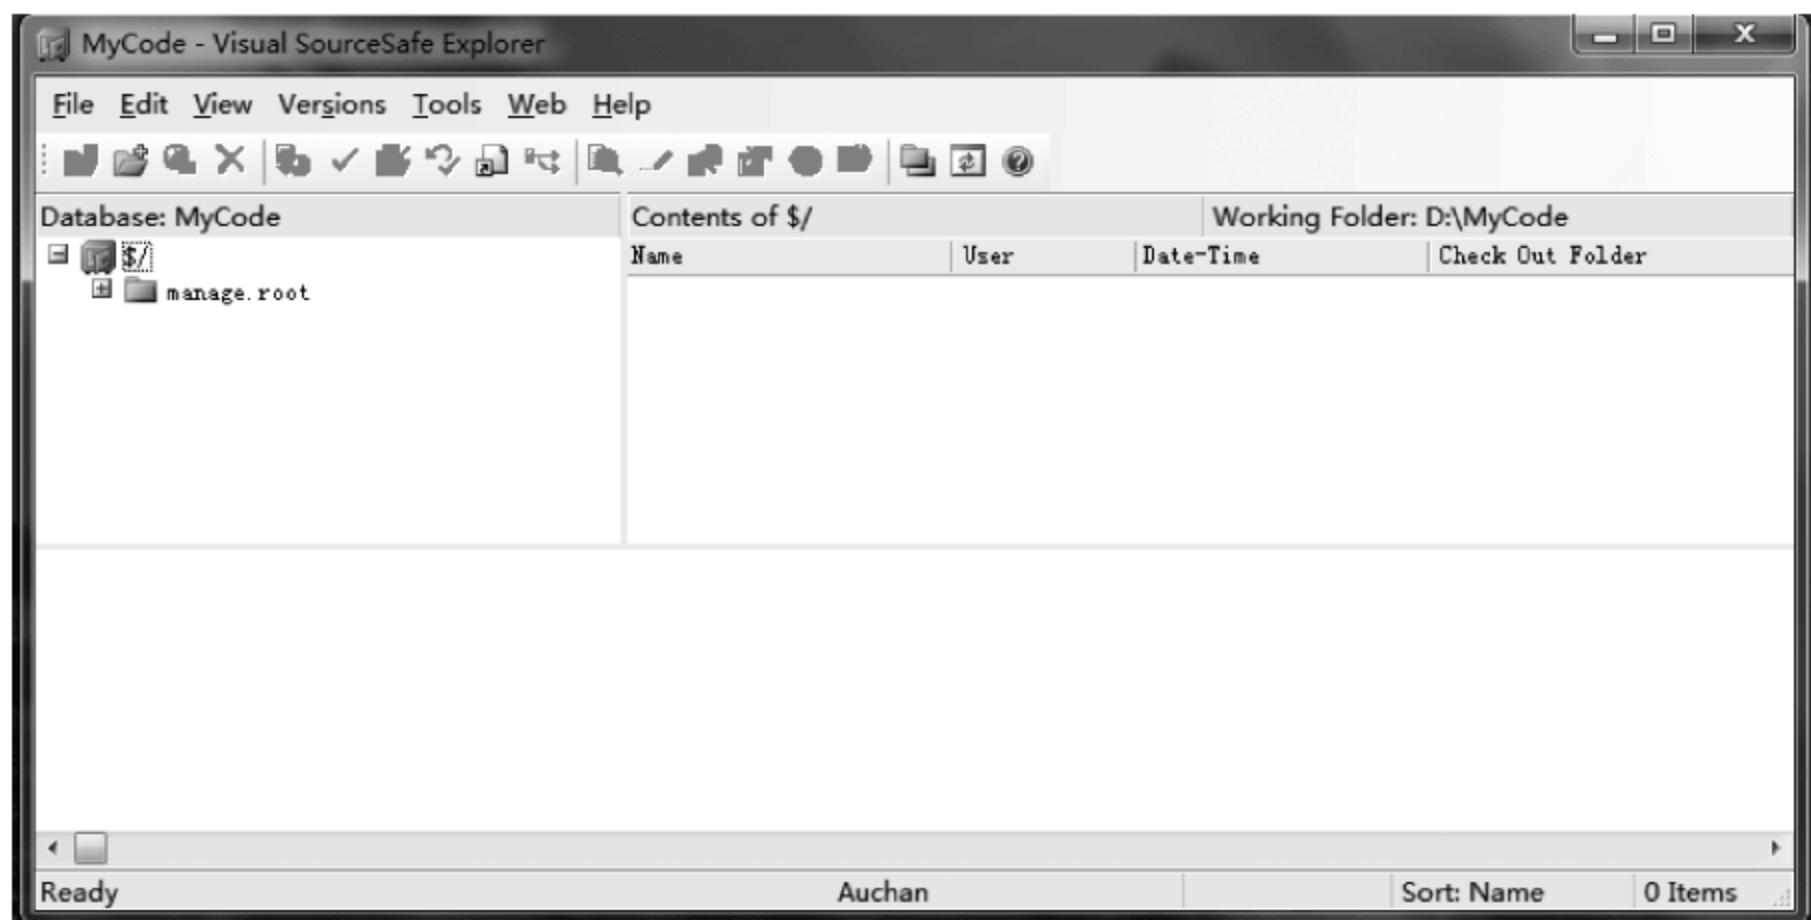 MyCode - Visual SourceSafe Explorer
File Edit View Versions Tools Web Help
Database: MyCode
Contents of $/
Working Folder: D:\MyCode
$/
Name User Date-Time Check Out Folder
manage.root
Ready Auchan Sort: Name 0 Items